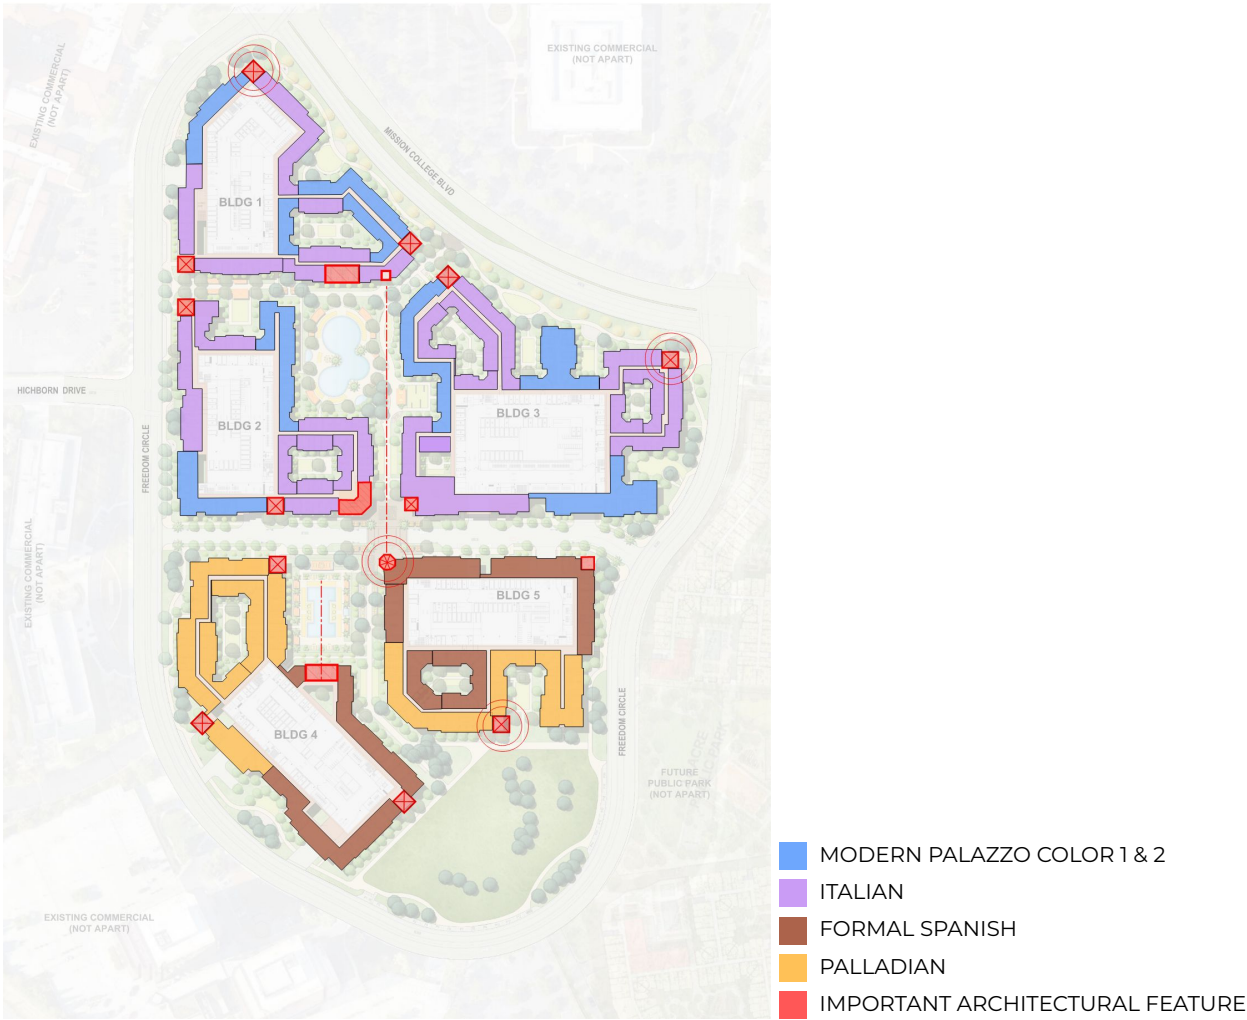 EXISTING COMMERCIAL
(NOT APART)
EXISTING COMMERCIAL
(NOT APART)
MISSION COLLEGE BLVD
BLDG 1
HICHBORN DRIVE
BLDG 3
BLDG 2
FREEDOM CIRCLE
EXISTING COMMERCIAL
(NOT APART)
BLDG 5
FREEDOM CIRCLE
BLDG 4
FUTURE
PUBLIC PARK
(NOT APART)
MODERN PALAZZO COLOR 1 & 2
ITALIAN
EXISTING COMMERCIAL
(NOT APART)
FORMAL SPANISH
PALLADIAN
IMPORTANT ARCHITECTURAL FEATURE